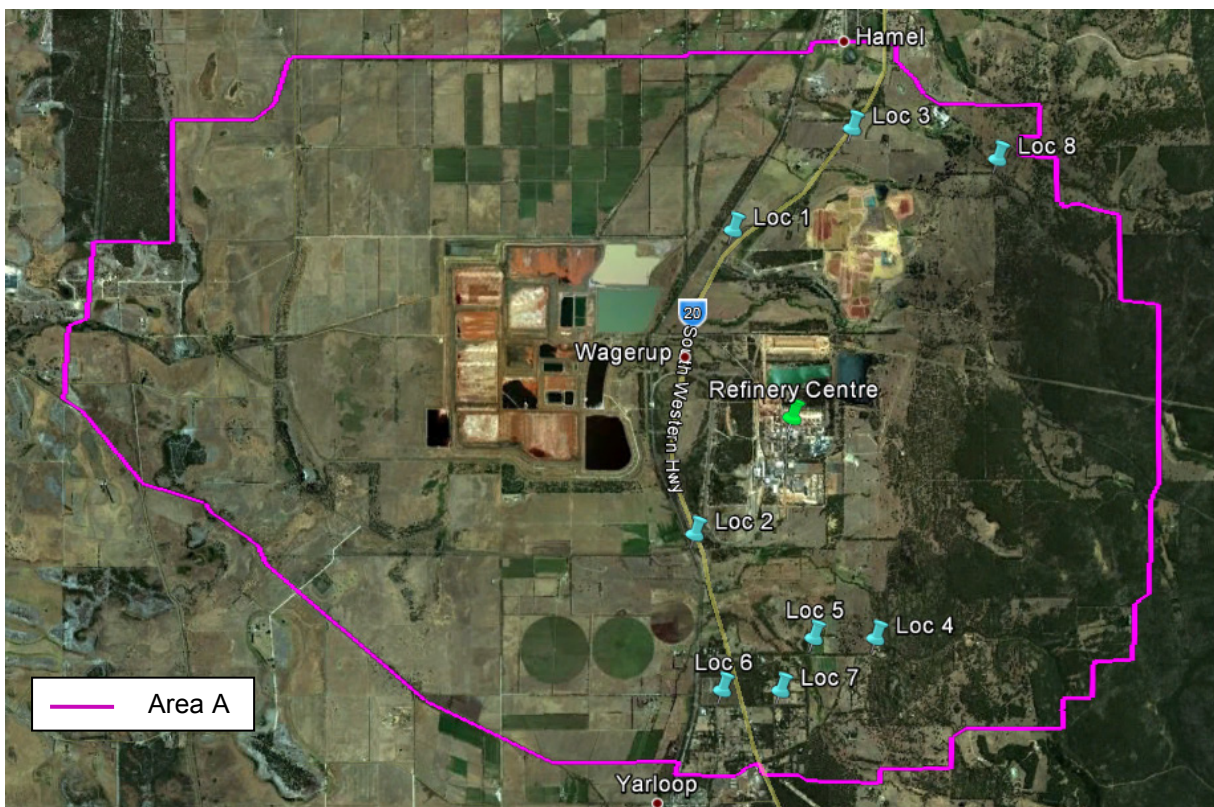 Hamel
Loc 3
Loc 8
Loc 1
20
Wagerup
South Western Hwy
Refinery Centre
Loc 2
Loc 5
Loc 4
Loc 6
Loc 7
Area A
Yarloop